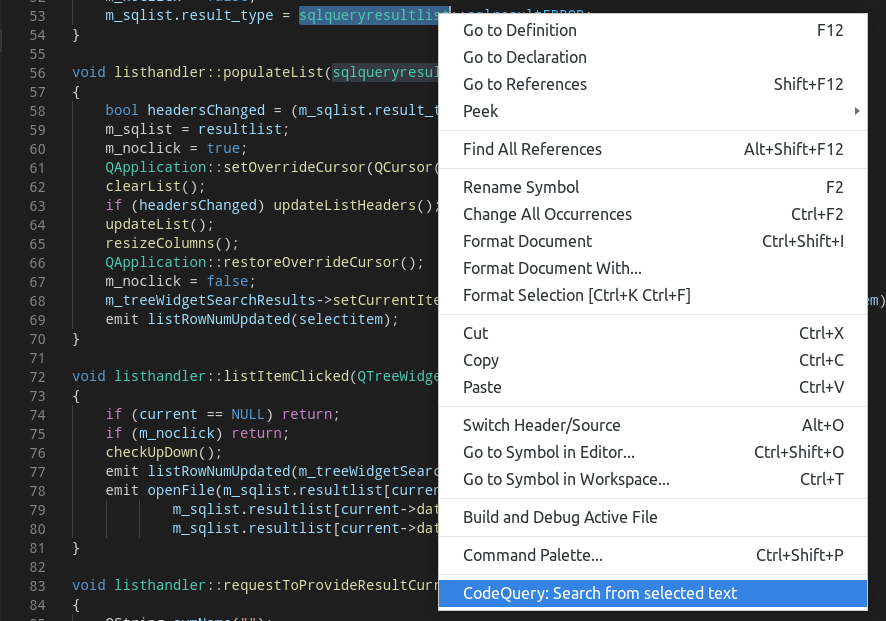 53 m_sqlist.result_type = sqlqueryresultlist::sqlresultERROR;
54 }
55
56 void listhandler::populateList(sqlqueryresul
57 {
58 bool headersChanged = (m_sqlist.result_t
59 m_sqlist = resultlist;
60 m_noclick = true;
61 QApplication::setOverrideCursor(QCursor(
62 clearList();
63 if (headersChanged) updateListHeaders();
64 updateList();
65 resizeColumns();
66 QApplication::restoreOverrideCursor();
67 m_noclick = false;
68 m_treeWidgetSearchResults->setCurrentIte em)
69 emit listRowNumUpdated(selectitem);
70 }
71
72 void listhandler::listItemClicked(QTreeWidge
73 {
74 if (current == NULL) return;
75 if (m_noclick) return;
76 checkUpDown();
77 emit listRowNumUpdated(m_treeWidgetSearc
78 emit openFile(m_sqlist.resultlist[curren
79 m_sqlist.resultlist[current->dat
80 m_sqlist.resultlist[current->dat
81 }
82
83 void listhandler::requestToProvideResultCurr
84 {
Go to Definition F12
Go to Declaration
Go to References Shift+F12
Peek
Find All References Alt+Shift+F12
Rename Symbol F2
Change All Occurrences Ctrl+F2
Format Document Ctrl+Shift+I
Format Document With...
Format Selection [Ctrl+K Ctrl+F]
Cut Ctrl+X
Copy Ctrl+C
Paste Ctrl+V
Switch Header/Source Alt+O
Go to Symbol in Editor... Ctrl+Shift+O
Go to Symbol in Workspace... Ctrl+T
Build and Debug Active File
Command Palette... Ctrl+Shift+P
CodeQuery: Search from selected text